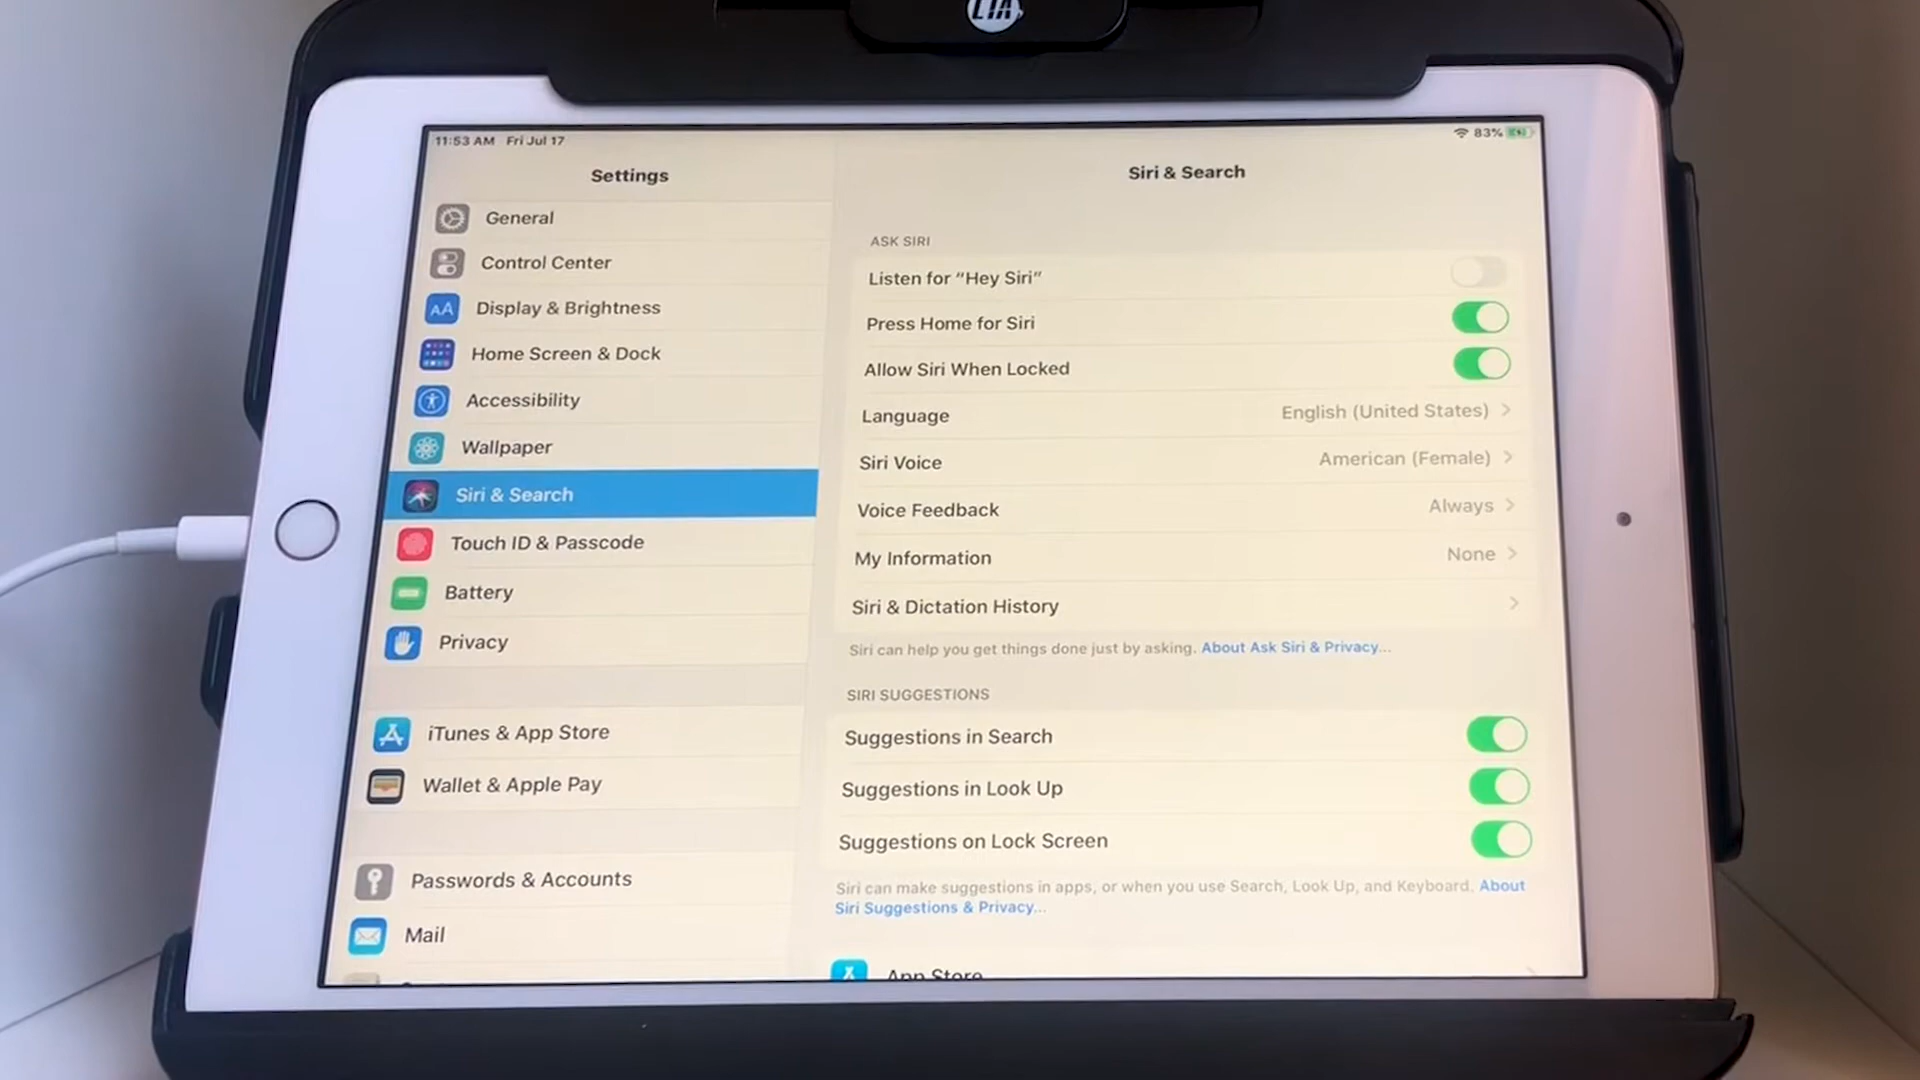 LTA
11:53 AM Fri Jul 17
83%
Settings
General
Control Center
AA
Display & Brightness
Home Screen & Dock
Accessibility
Wallpaper
Siri & Search
Touch ID & Passcode
Battery
Privacy
iTunes & App Store
Wallet & Apple Pay
Passwords & Accounts
Mail
Siri & Search
ASK SIRI
Listen for “Hey Siri”
Press Home for Siri
Allow Siri When Locked
Language English (United States)
Siri Voice American (Female)
Voice Feedback Always
My Information None
Siri & Dictation History
Siri can help you get things done just by asking. About Ask Siri & Privacy...
SIRI SUGGESTIONS
Suggestions in Search
Suggestions in Look Up
Suggestions on Lock Screen
Siri can make suggestions in apps, or when you use Search, Look Up, and Keyboard. About
Siri Suggestions & Privacy...
App Store